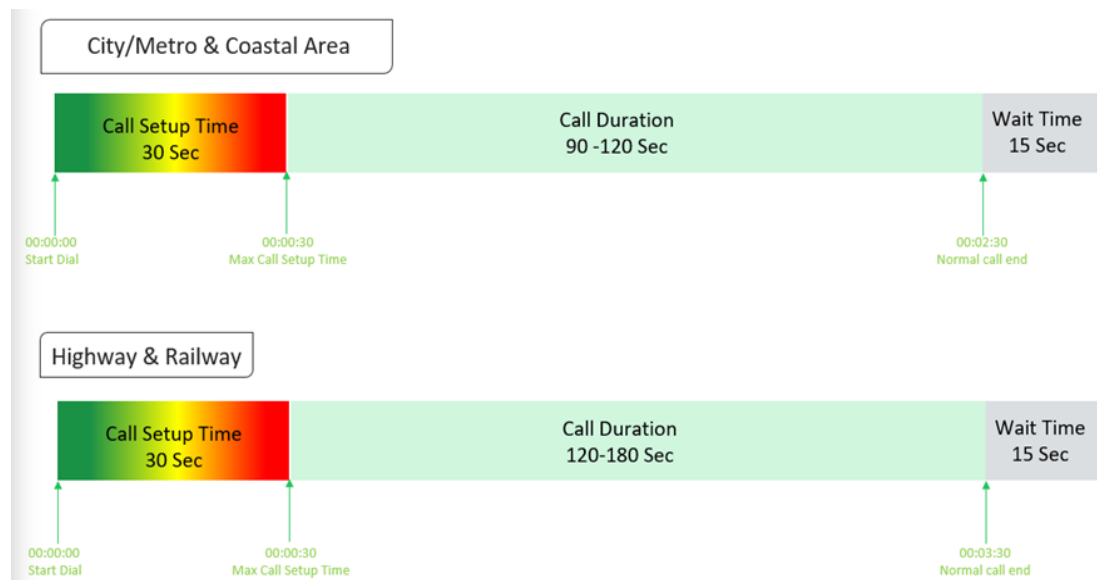 City/Metro & Coastal Area
Call Setup Time
30 Sec
Call Duration
90 -120 Sec
Wait Time
15 Sec
00:00:00
Start Dial
00:00:30
Max Call Setup Time
00:02:30
Normal call end
Highway & Railway
Call Setup Time
30 Sec
Call Duration
120-180 Sec
Wait Time
15 Sec
00:00:00
Start Dial
00:00:30
Max Call Setup Time
00:03:30
Normal call end